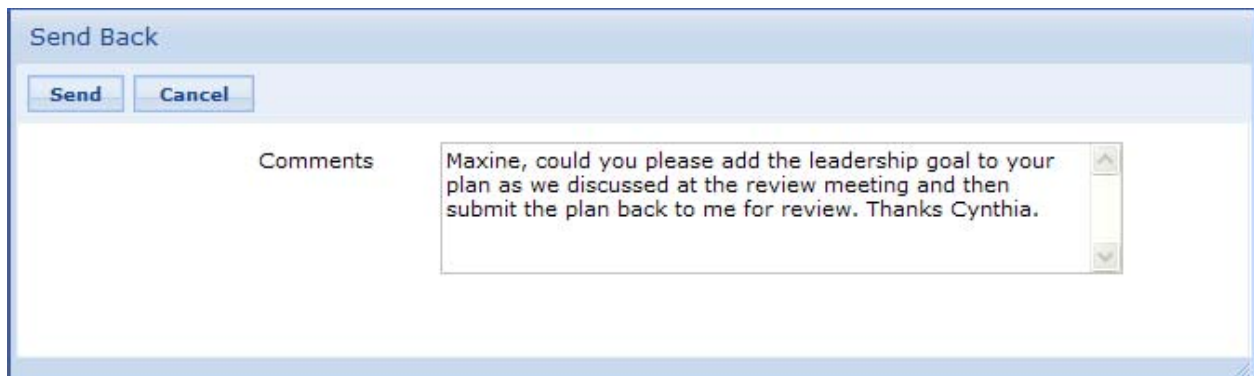 Send Back
Send Cancel
Comments Maxine, could you please add the leadership goal to your
plan as we discussed at the review meeting and then
submit the plan back to me for review. Thanks Cynthia.